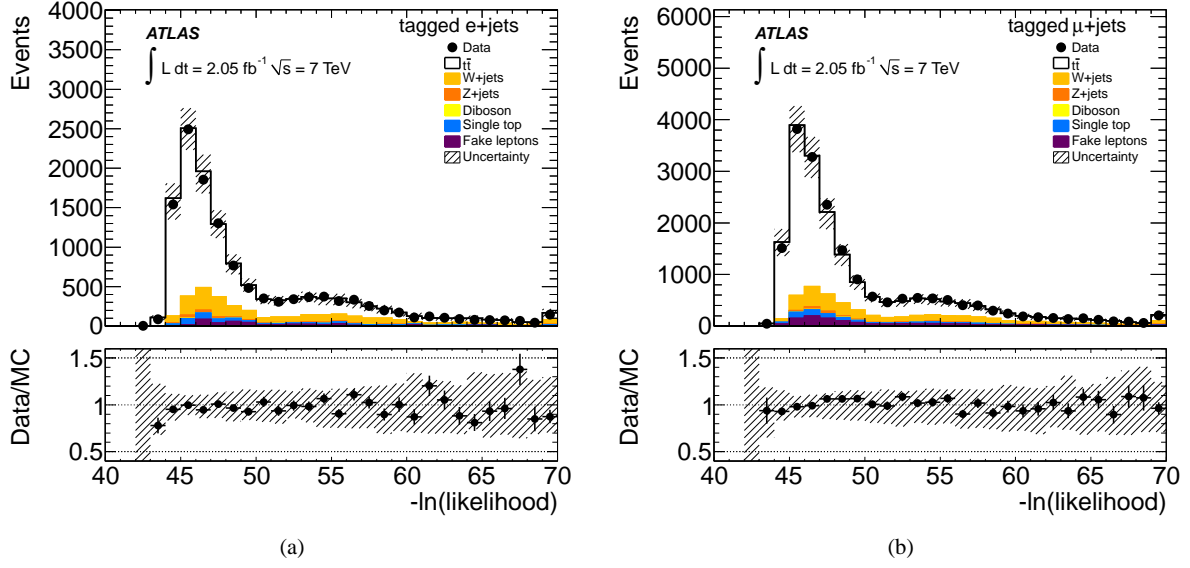 Events
4000
3500
3000
2500
2000
1500
1000
500
0
ATLAS
∫ L dt = 2.05 fb⁻¹ √s = 7 TeV
tagged e+jets
Data
tt̄
W+jets
Z+jets
Diboson
Single top
Fake leptons
Uncertainty
Data/MC
1.5
1
0.5
40 45 50 55 60 65 70
-ln(likelihood)
(a)
Events
6000
5000
4000
3000
2000
1000
0
ATLAS
∫ L dt = 2.05 fb⁻¹ √s = 7 TeV
tagged μ+jets
Data
tt̄
W+jets
Z+jets
Diboson
Single top
Fake leptons
Uncertainty
Data/MC
1.5
1
0.5
40 45 50 55 60 65 70
-ln(likelihood)
(b)